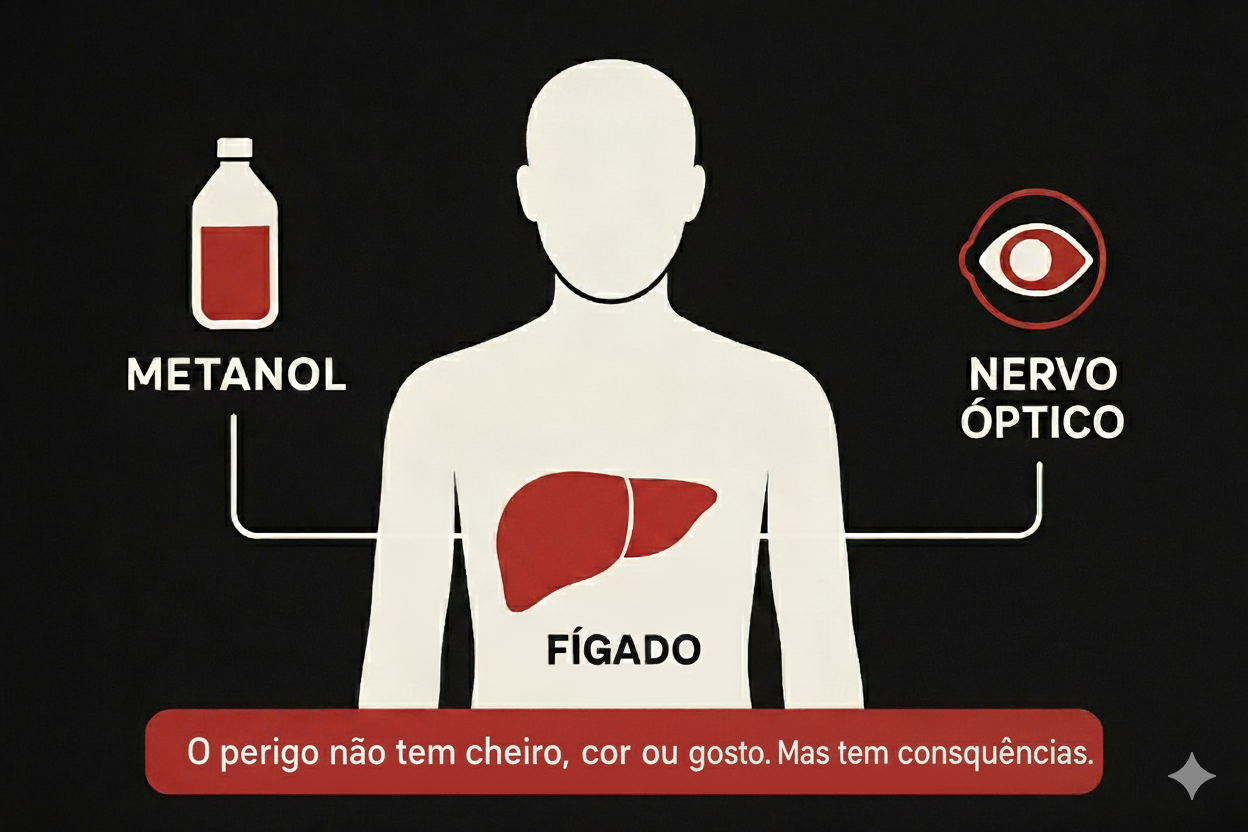 METANOL
NERVO
ÓPTICO
FÍGADO
O perigo não tem cheiro, cor ou gosto. Mas tem consquências.